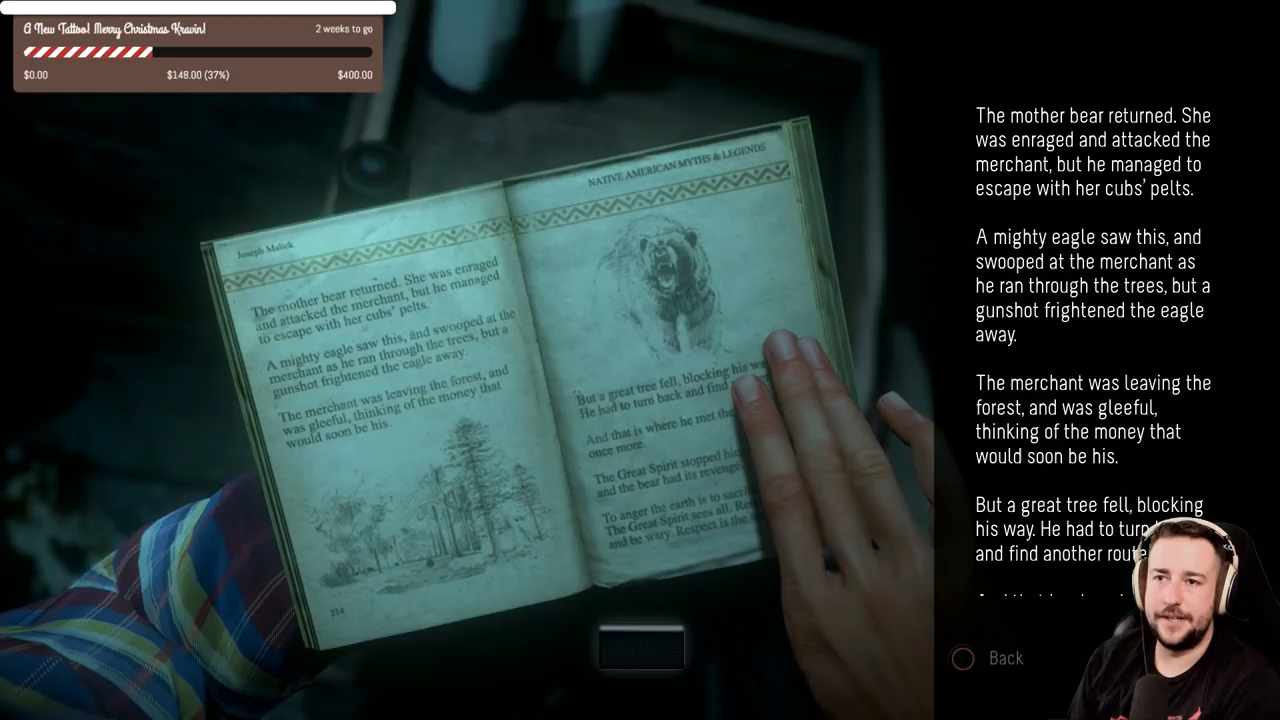 A New Tattoo! Merry Christmas Kravin!
2 weeks to go
$0.00
$148.00 (37%)
$400.00
Joseph Malick
The mother bear returned. She was enraged
and attacked the merchant, but he managed
to escape with her cubs' pelts.
A mighty eagle saw this, and swooped at the
merchant as he ran through the trees, but a
gunshot frightened the eagle away.
The merchant was leaving the forest, and
was gleeful, thinking of the money that
would soon be his.
214
NATIVE AMERICAN MYTHS & LEGENDS
But a great tree fell, blocking his
He had to turn back and find
And that is where he met the
once more.
The Great Spirit stopped
and the bear had its revenge
To anger the earth is to
The Great Spirit sees all.
and be wary. Respect is the
The mother bear returned. She
was enraged and attacked the
merchant, but he managed to
escape with her cubs' pelts.
A mighty eagle saw this, and
swooped at the merchant as
he ran through the trees, but a
gunshot frightened the eagle
away.
The merchant was leaving the
forest, and was gleeful,
thinking of the money that
would soon be his.
But a great tree fell, blocking
his way. He had to turn
and find another route
Back